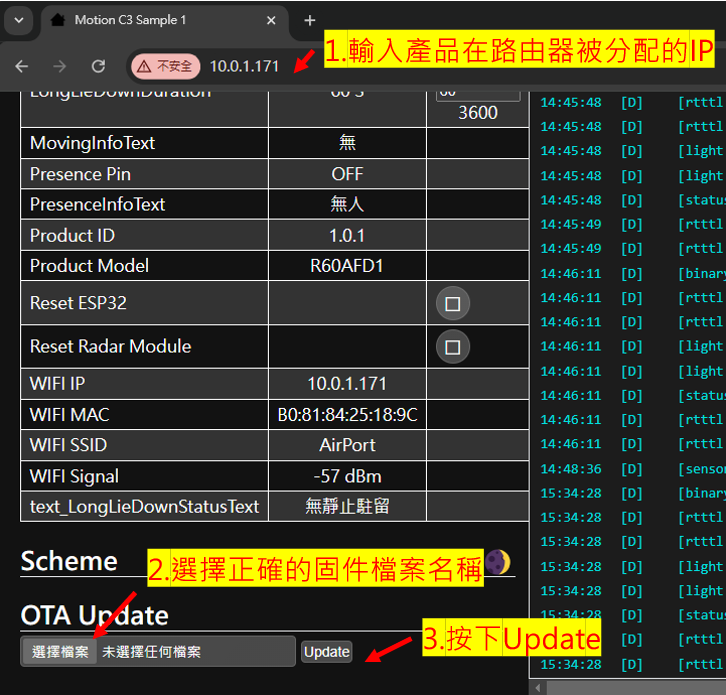 Motion C3 Sample 1
1.輸入產品在路由器被分配的IP
不安全 10.0.1.171
LongLieDownDuration 60 S 60
3600
MovingInfoText 無
Presence Pin OFF
PresenceInfoText 無人
Product ID 1.0.1
Product Model R60AFD1
Reset ESP32
Reset Radar Module
WIFI IP 10.0.1.171
WIFI MAC B0:81:84:25:18:9C
WIFI SSID AirPort
WIFI Signal -57 dBm
text_LongLieDownStatusText 無靜止駐留
Scheme
2.選擇正確的固件檔案名稱
OTA Update
3.按下Update
選擇檔案 未選擇任何檔案 Update
14:45:48 [D] [rtttl
14:45:48 [D] [rtttl
14:45:48 [D] [light
14:45:48 [D] [light
14:45:48 [D] [status
14:45:49 [D] [rtttl
14:45:49 [D] [rtttl
14:46:11 [D] [binary
14:46:11 [D] [rtttl
14:46:11 [D] [rtttl
14:46:11 [D] [light
14:46:11 [D] [light
14:46:11 [D] [status
14:46:11 [D] [rtttl
14:46:11 [D] [rtttl
14:48:36 [D] [sensor
15:34:28 [D] [binary
15:34:28 [D] [rtttl
15:34:28 [D] [rtttl
15:34:28 [D] [light
15:34:28 [D] [light
15:34:28 [D] [status
15:34:28 [D] [rtttl
15:34:28 [D] [rtttl